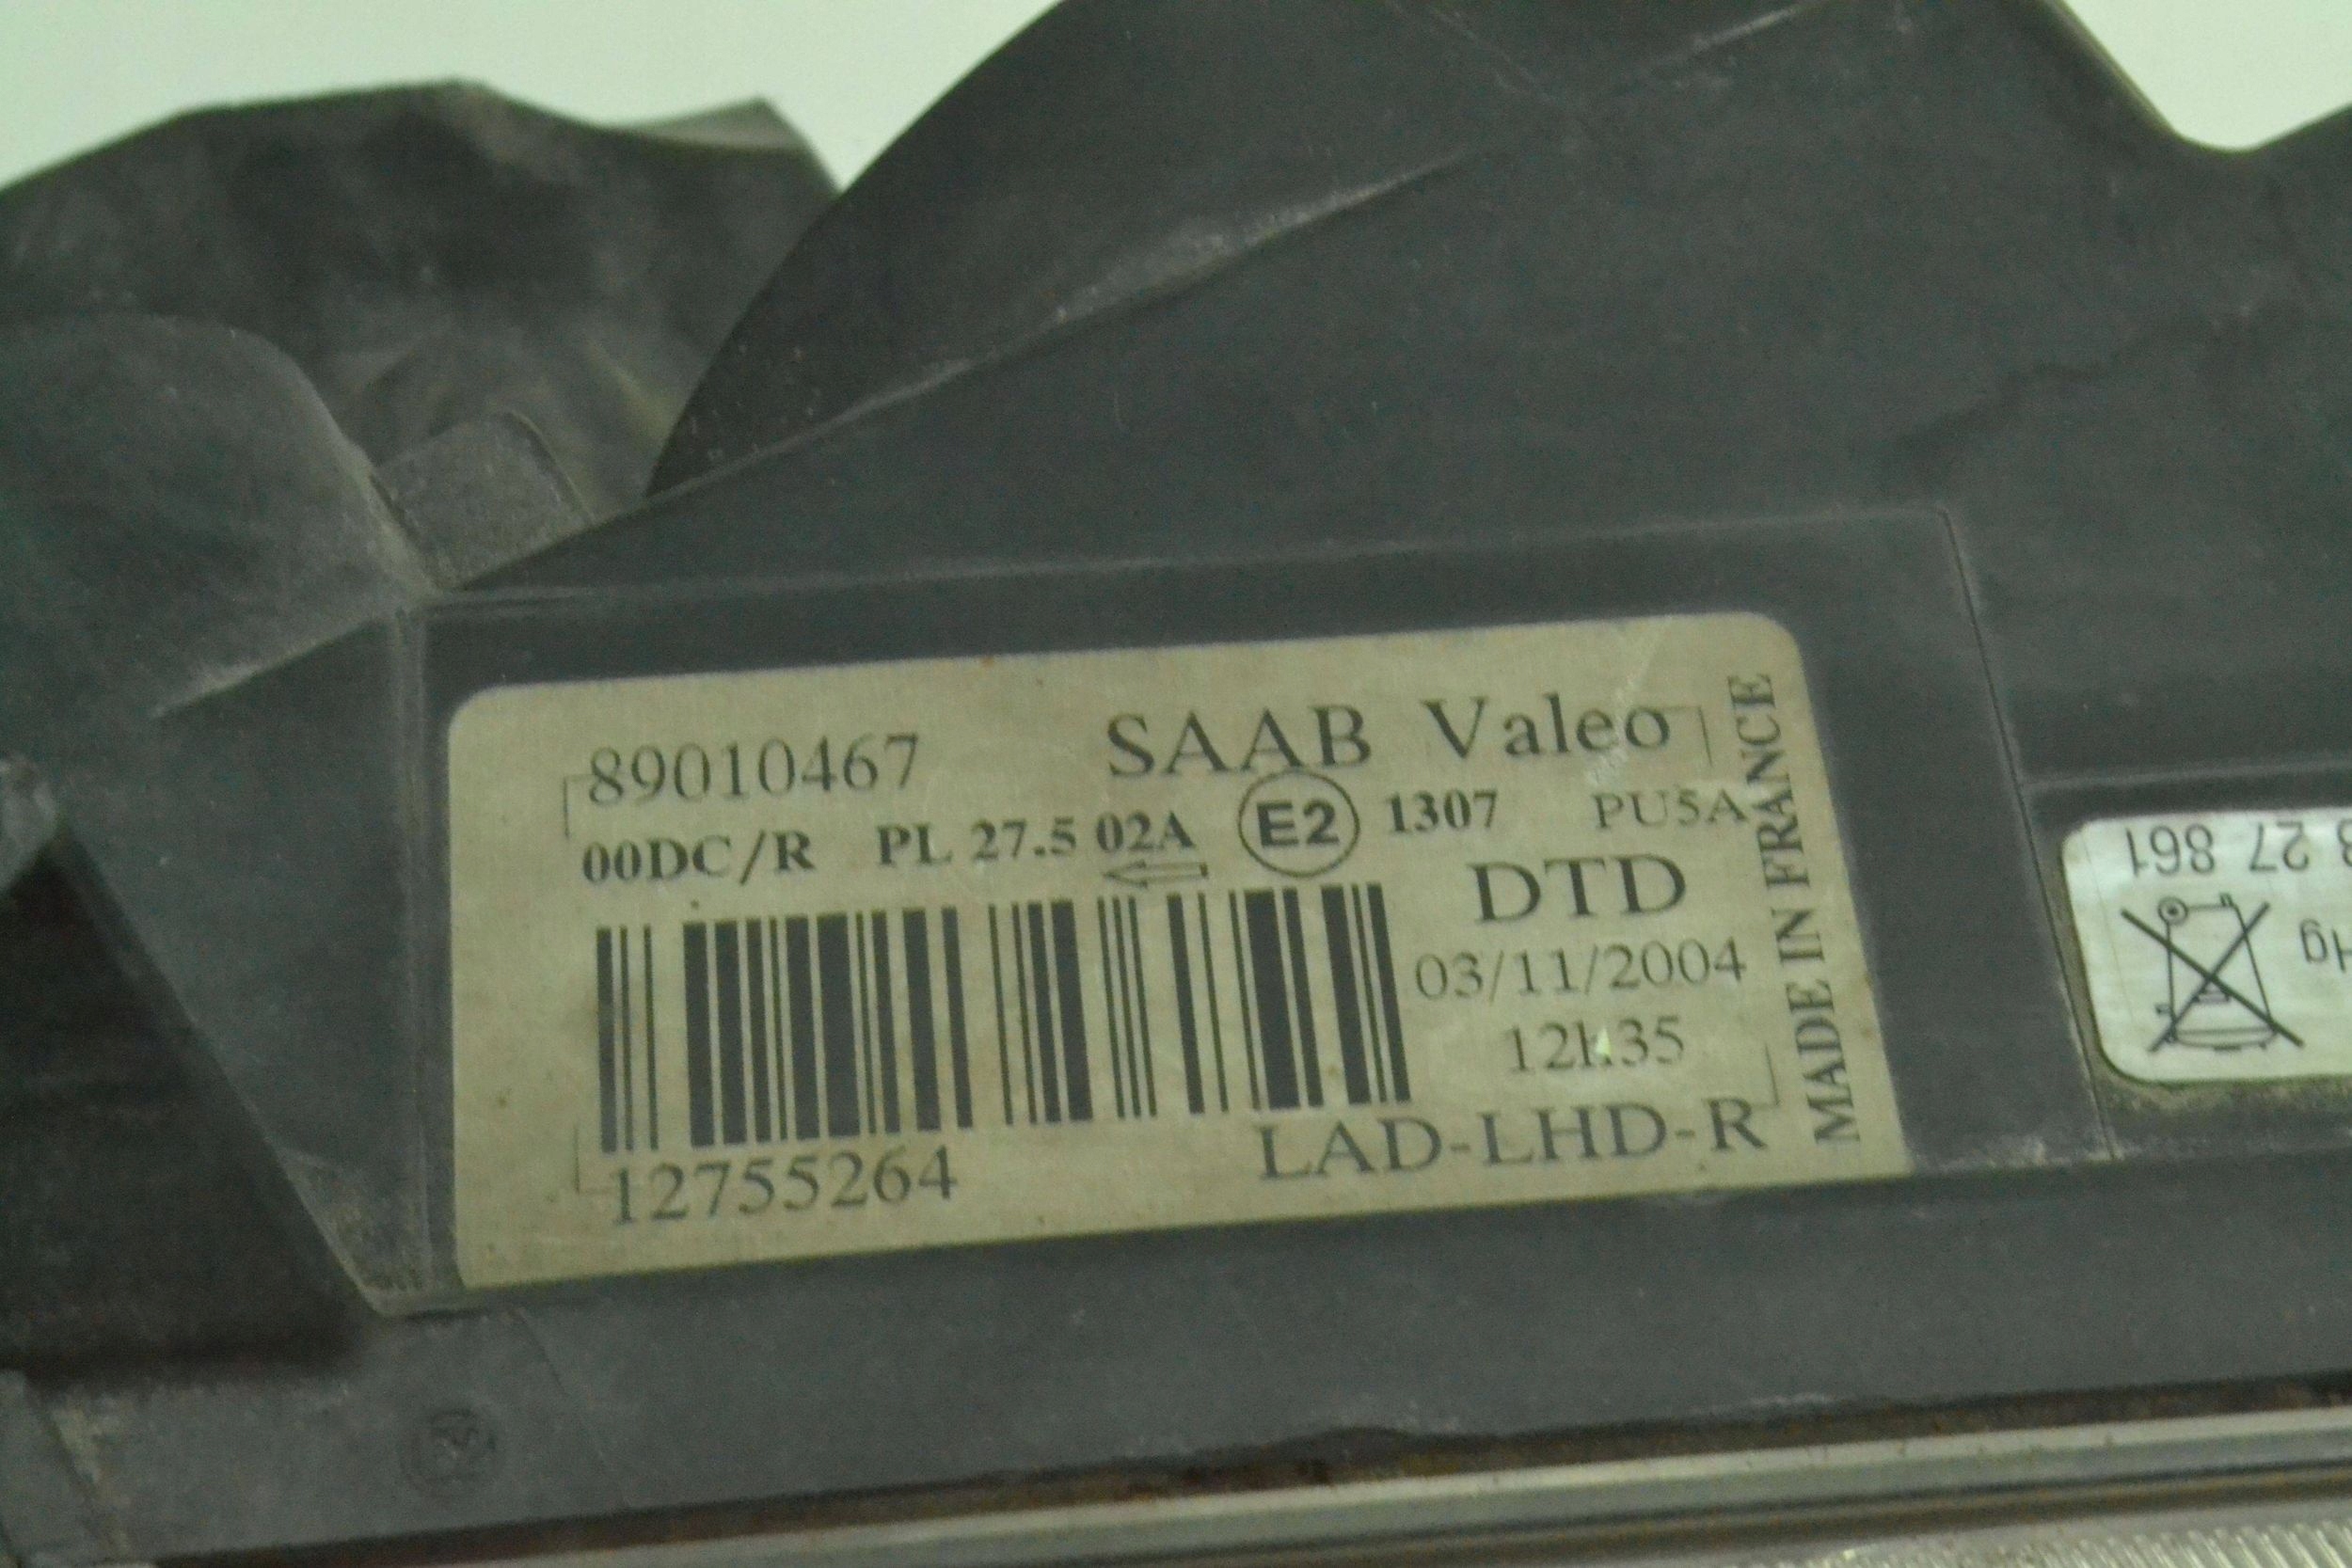 89010467 SAAB Valeo
00DC/R PL 27.5 02A E2 1307 PU5A
DTD
03/11/2004
12h35
12755264 LAD-LHD-R
MADE IN FRANCE
27 861
Hg